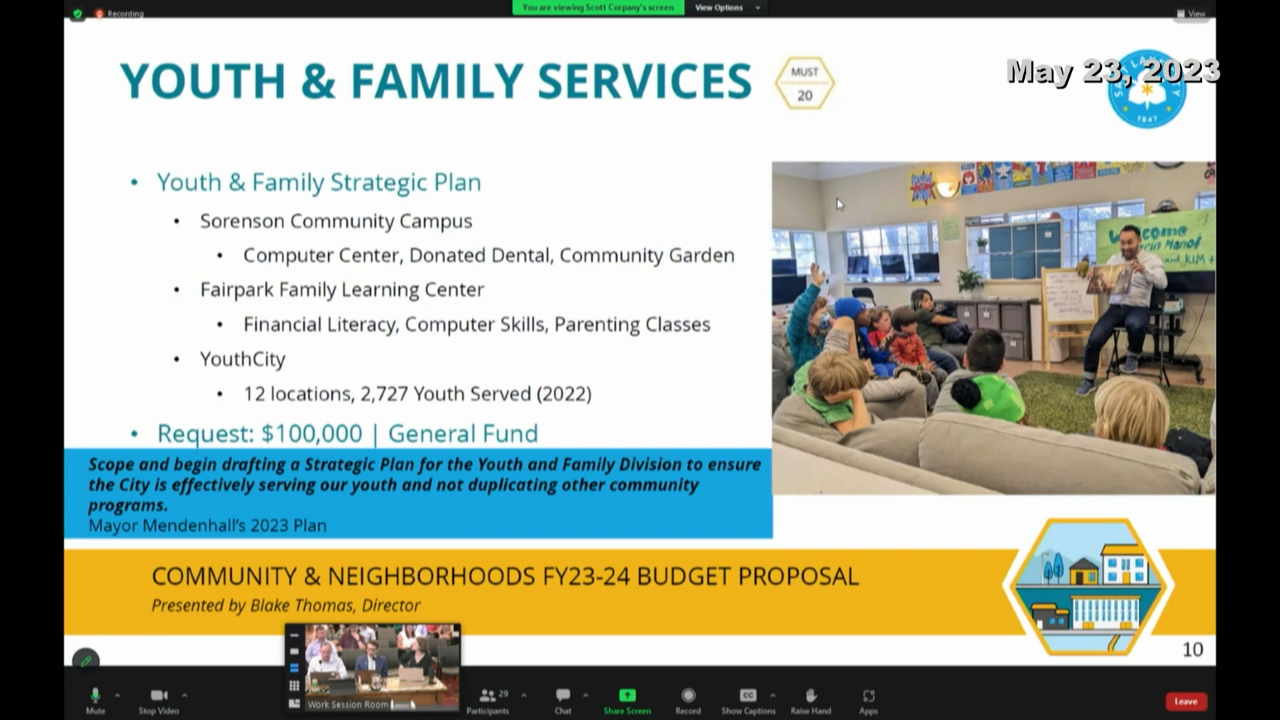 Recording
You are viewing Scott Corpany's screen
View Options
View
YOUTH & FAMILY SERVICES
MUST
20
May 23, 2023
1847
• Youth & Family Strategic Plan
• Sorenson Community Campus
• Computer Center, Donated Dental, Community Garden
• Fairpark Family Learning Center
• Financial Literacy, Computer Skills, Parenting Classes
• YouthCity
• 12 locations, 2,727 Youth Served (2022)
• Request: $100,000 | General Fund
Welcome
Scope and begin drafting a Strategic Plan for the Youth and Family Division to ensure
the City is effectively serving our youth and not duplicating other community
programs.
Mayor Mendenhall's 2023 Plan
COMMUNITY & NEIGHBORHOODS FY23-24 BUDGET PROPOSAL
Presented by Blake Thomas, Director
10
Work Session Room
Mute
Stop Video
Participants
29
Chat
Share Screen
Record
CC
Show Captions
Raise Hand
Apps
Leave